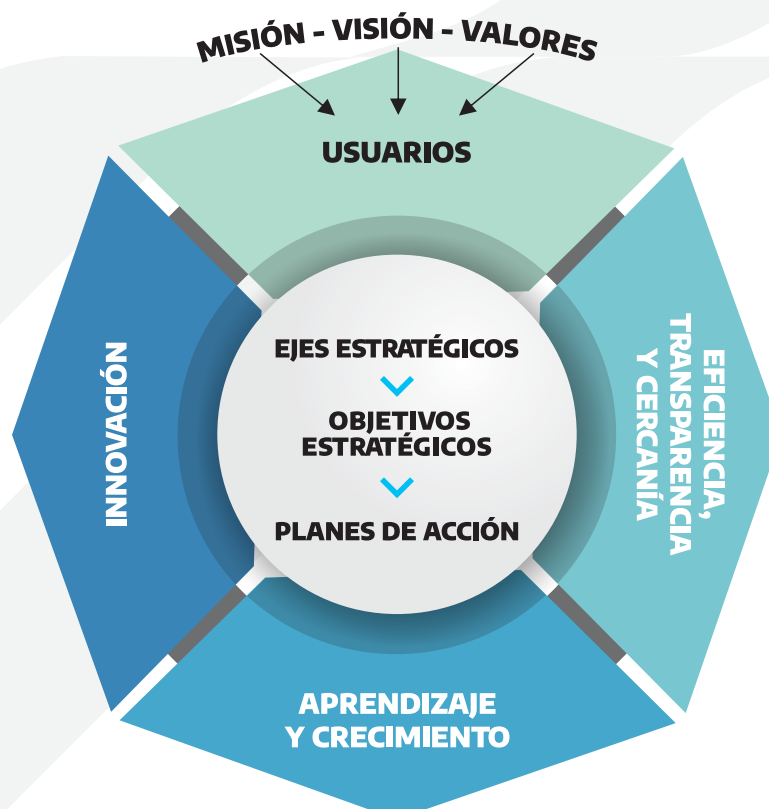 MISIÓN - VISIÓN - VALORES
USUARIOS
INNOVACIÓN
EJES ESTRATÉGICOS
OBJETIVOS
ESTRATÉGICOS
PLANES DE ACCIÓN
EFICIENCIA,
TRANSPARENCIA
Y CERCANÍA
APRENDIZAJE
Y CRECIMIENTO